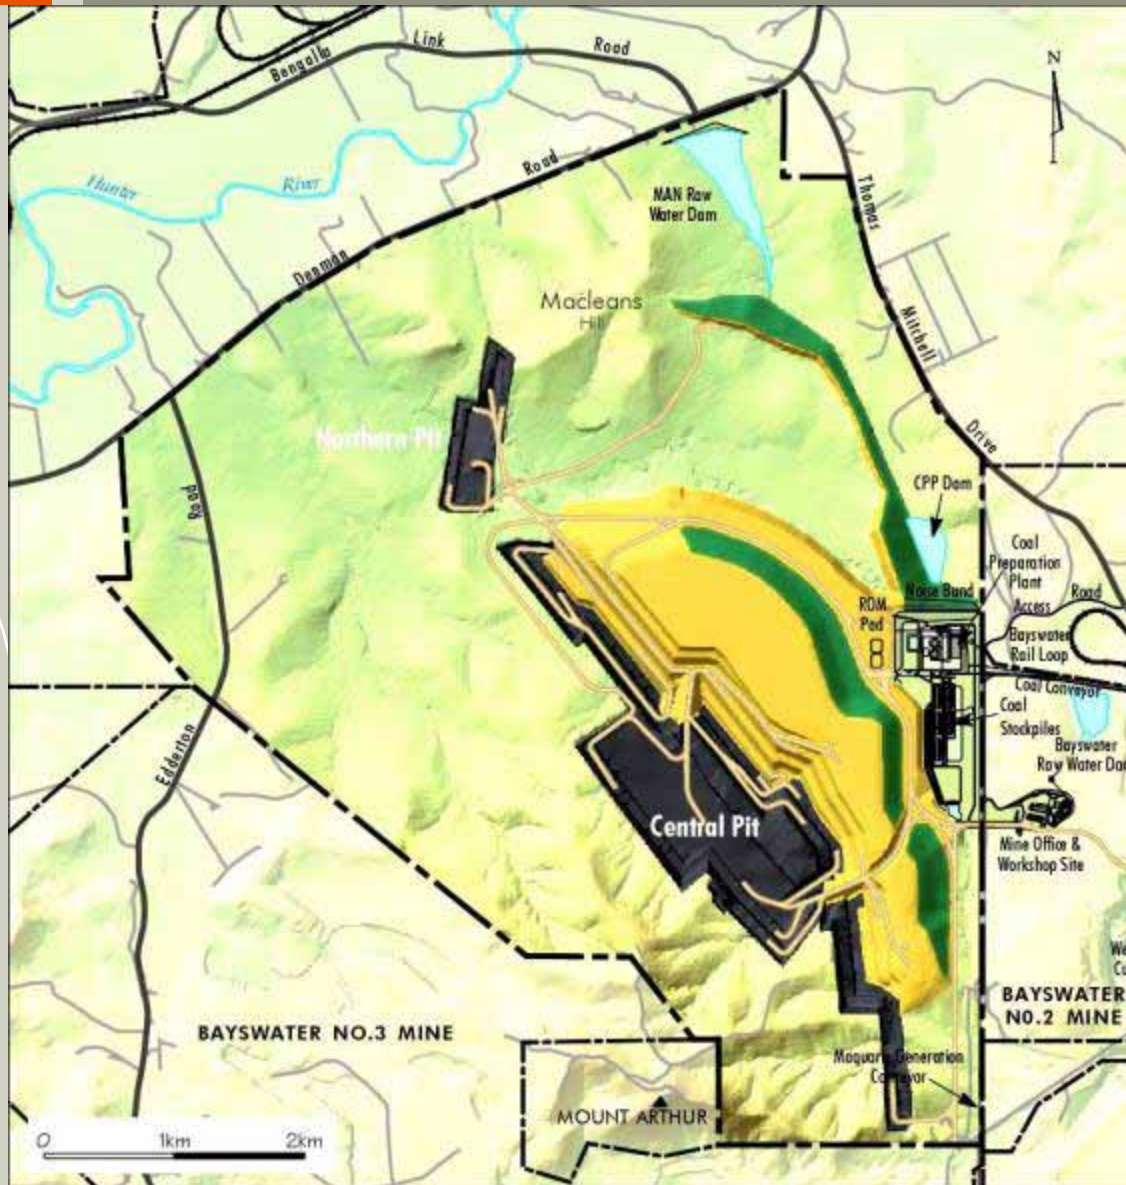 Bengalla Link Road
N
Hunter River
Road
Denman
MAN Raw
Water Dam
Thomas
Mitchell
Drive
Macleans
Hill
Northern Pit
Road
Edderton
CPP Dam
Coal
Preparation
Plant
Noise Bund
Access Road
ROM
Pad
Bayswater
Rail Loop
Coal Conveyor
Coal
Stockpiles
Bayswater
Raw Water Dam
Central Pit
Mine Office &
Workshop Site
BAYSWATER
NO.2 MINE
BAYSWATER NO.3 MINE
Generation
MOUNT ARTHUR
0 1km 2km